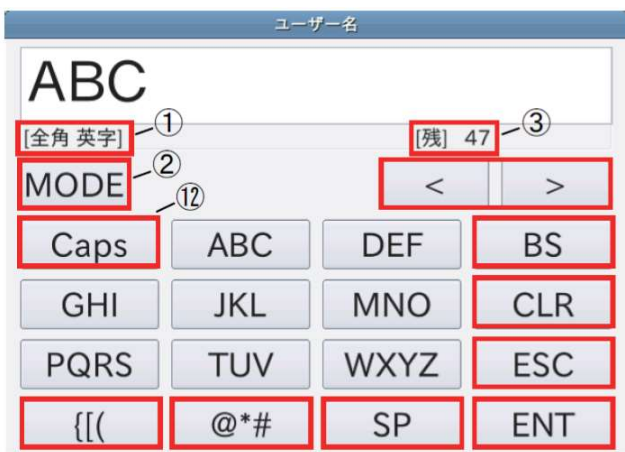 ユーザー名
ABC
[全角 英字] ① [残] 47 ③
MODE ② < >
⑫
Caps ABC DEF BS
GHI JKL MNO CLR
PQRS TUV WXYZ ESC
{[( @*# SP ENT